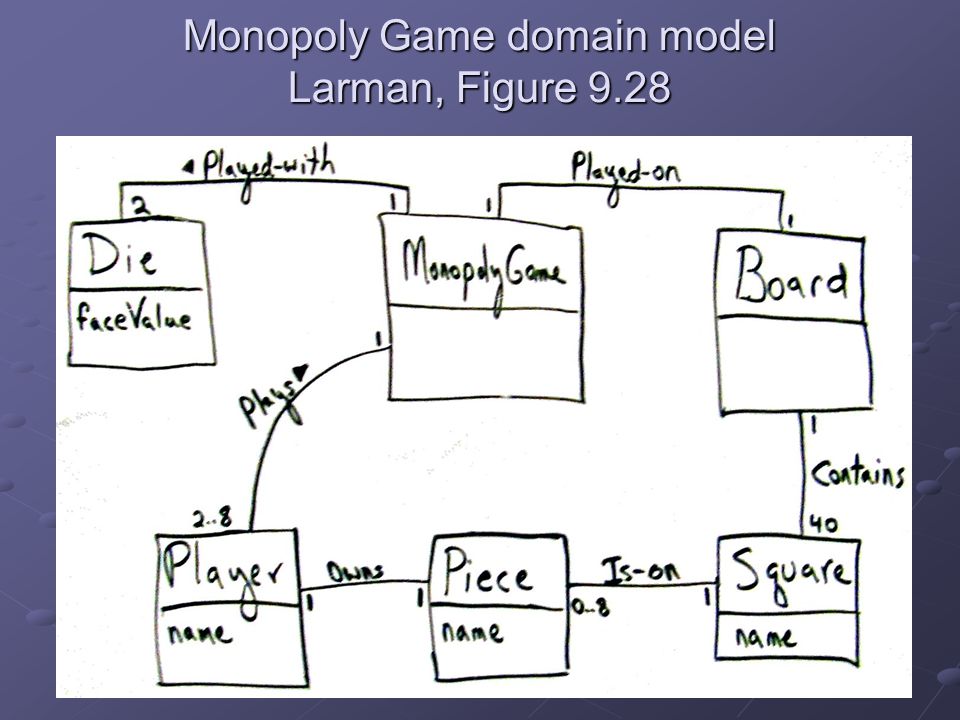 Monopoly Game domain model
Larman, Figure 9.28
◄ Played-with
Played-on
2
1
1
1
Die
faceValue
MonopolyGame
Board
1
Plays ►
1
Contains
2..8
40
Player
name
Owns
1
1
Piece
name
Is-on
0..8
1
Square
name